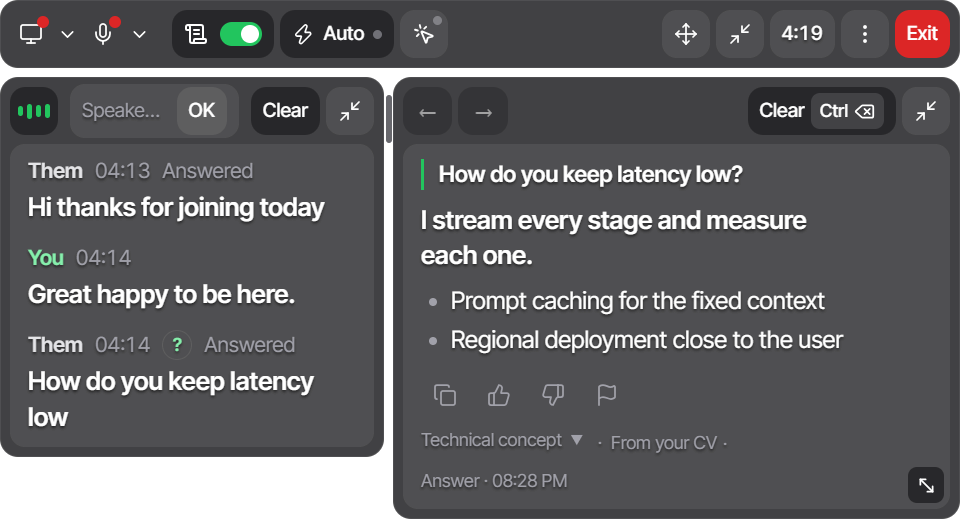 Auto
4:19
Exit
Speake...
OK
Clear
Them 04:13 Answered
Hi thanks for joining today
You 04:14
Great happy to be here.
Them 04:14 ? Answered
How do you keep latency
low
← →
Clear Ctrl
How do you keep latency low?
I stream every stage and measure
each one.
• Prompt caching for the fixed context
• Regional deployment close to the user
Technical concept ▼ · From your CV ·
Answer · 08:28 PM